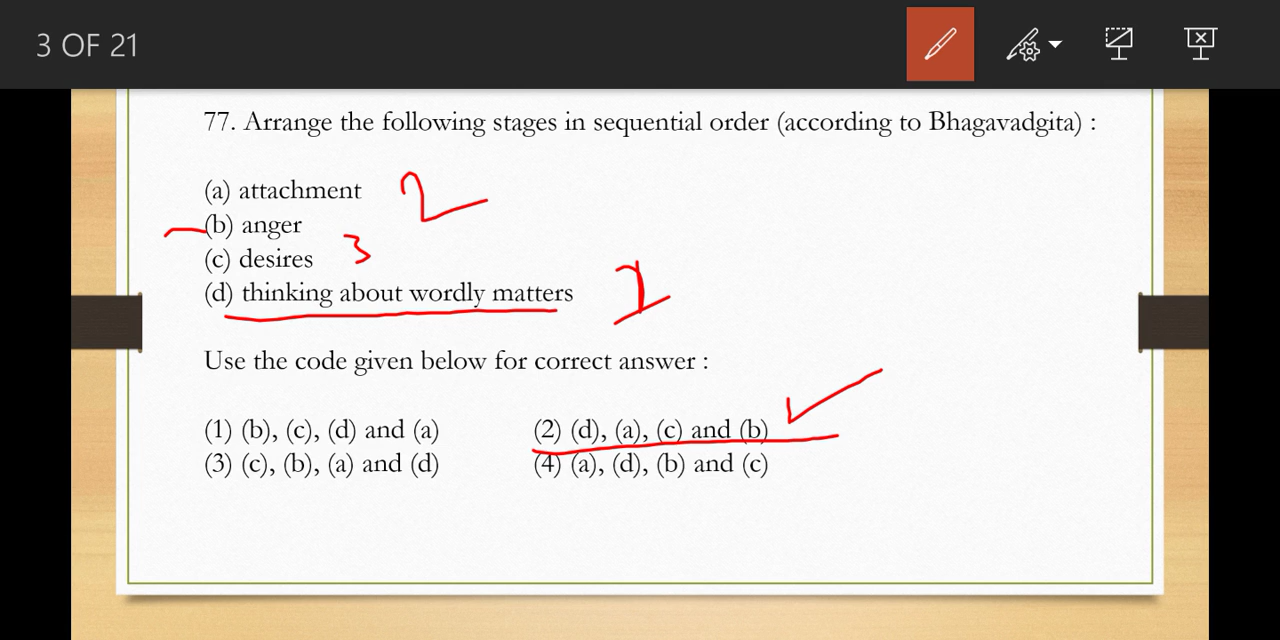 3 OF 21
77. Arrange the following stages in sequential order (according to Bhagavadgita) :
(a) attachment 2
(b) anger
(c) desires 3
(d) thinking about wordly matters 1
Use the code given below for correct answer :
(1) (b), (c), (d) and (a) (2) (d), (a), (c) and (b)
(3) (c), (b), (a) and (d) (4) (a), (d), (b) and (c)